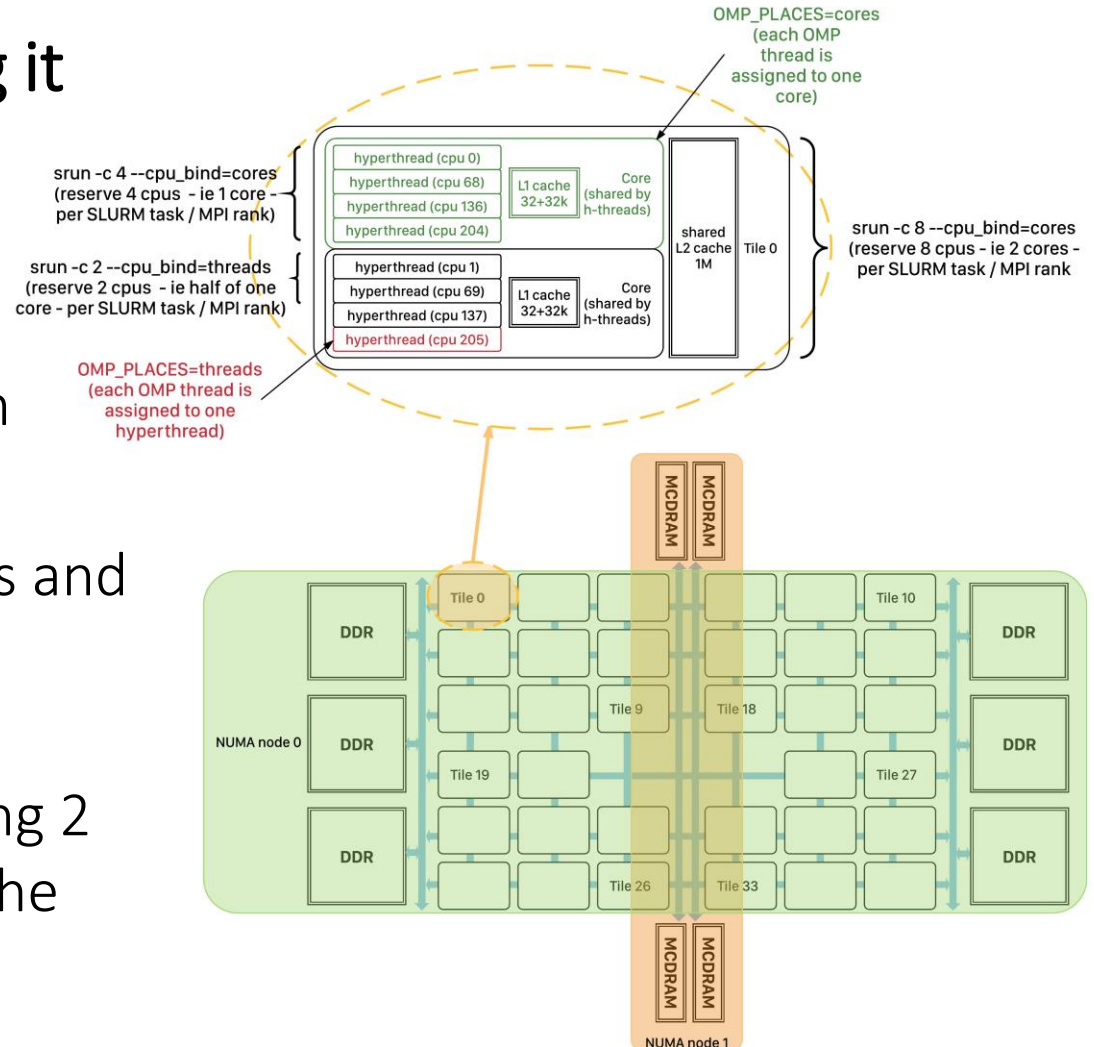 g it
n
s and
ng 2
he
OMP_PLACES=cores
(each OMP
thread is
assigned to one
core)
srun -c 4 --cpu_bind=cores
(reserve 4 cpus - ie 1 core -
per SLURM task / MPI rank)
srun -c 2 --cpu_bind=threads
(reserve 2 cpus - ie half of one
core - per SLURM task / MPI rank)
OMP_PLACES=threads
(each OMP thread is
assigned to one
hyperthread)
hyperthread (cpu 0)
hyperthread (cpu 68)
hyperthread (cpu 136)
hyperthread (cpu 204)
L1 cache
32+32k
Core
(shared by
h-threads)
hyperthread (cpu 1)
hyperthread (cpu 69)
hyperthread (cpu 137)
hyperthread (cpu 205)
L1 cache
32+32k
Core
(shared by
h-threads)
shared
L2 cache
1M
Tile 0
srun -c 8 --cpu_bind=cores
(reserve 8 cpus - ie 2 cores -
per SLURM task / MPI rank
MCDRAM
MCDRAM
Tile 0
Tile 10
DDR
DDR
Tile 9
Tile 18
NUMA node 0
DDR
DDR
Tile 19
Tile 27
DDR
DDR
Tile 26
Tile 33
MCDRAM
MCDRAM
NUMA node 1